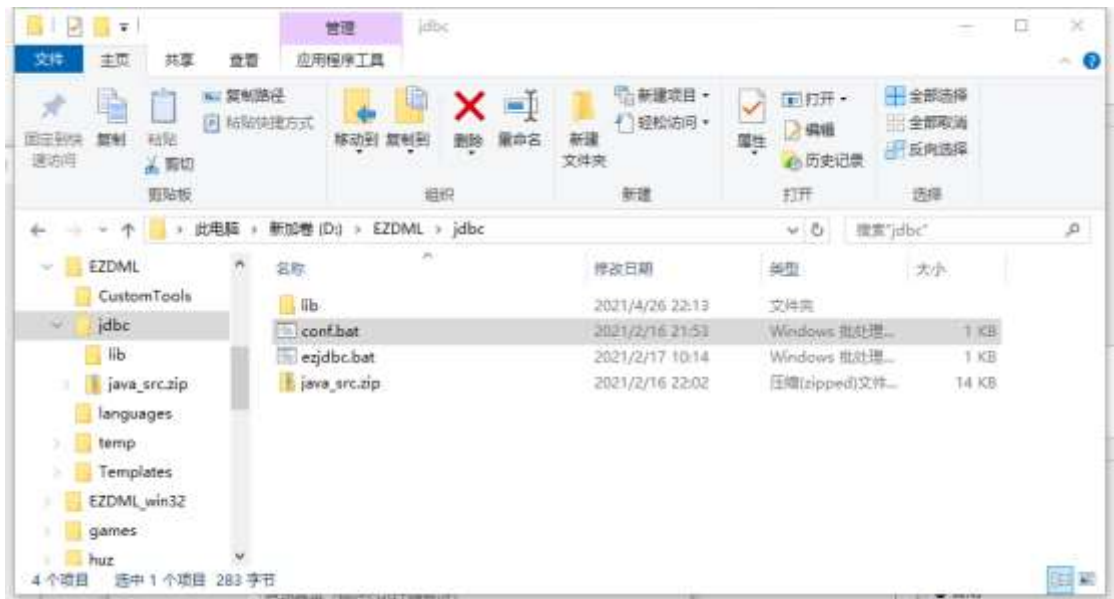 管理 jdbc
文件 主页 共享 查看 应用程序工具
固定到快速访问
复制
粘贴
复制路径
粘贴快捷方式
剪切
剪贴板
移动到 复制到 删除 重命名
组织
新建文件夹
新建项目
轻松访问
新建
属性
打开
编辑
历史记录
打开
全部选择
全部取消
反向选择
选择
此电脑 › 新加卷 (D:) › EZDML › jdbc
搜索"jdbc"
EZDML
CustomTools
jdbc
lib
java_src.zip
languages
temp
Templates
EZDML_win32
games
huz
名称 修改日期 类型 大小
lib 2021/4/26 22:13 文件夹
conf.bat 2021/2/16 21:53 Windows 批处理... 1 KB
ezjdbc.bat 2021/2/17 10:14 Windows 批处理... 1 KB
java_src.zip 2021/2/16 22:02 压缩(zipped)文件... 14 KB
4 个项目 选中 1 个项目 283 字节